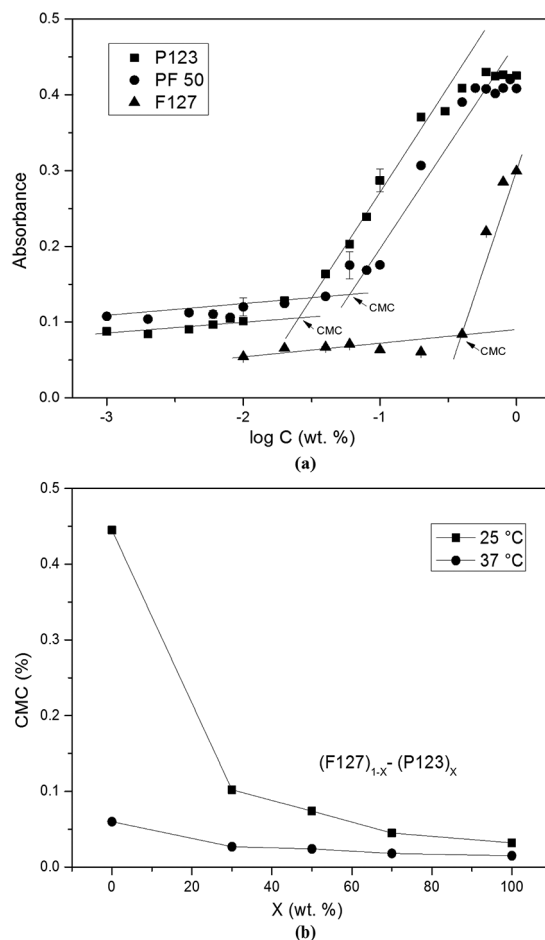 0.5
0.4
0.3
0.2
0.1
0.0
Absorbance
P123
PF 50
F127
CMC
CMC
CMC
-3 -2 -1 0
log C (wt. %)
(a)
0.5
0.4
0.3
0.2
0.1
0.0
CMC (%)
25 °C
37 °C
(F127)1-X- (P123)X
0 20 40 60 80 100
X (wt. %)
(b)